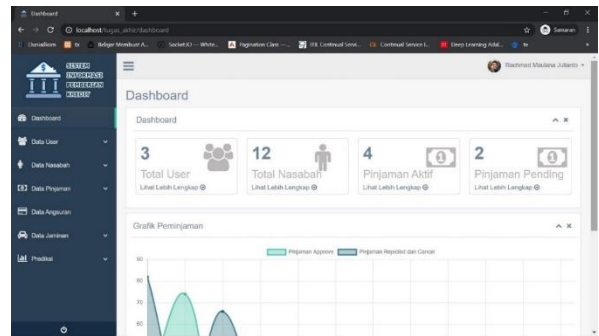 Dashboard
localhost/tugas_akhir/dashboard
Samaran
SISTEM
INFORMASI
PEMBERIAN
KREDIT
Rachmad Maulana Julianto
Dashboard
Dashboard
Data User
Data Nasabah
Data Pinjaman
Data Angsuran
Data Jaminan
Prediksi
Dashboard
3
Total User
Lihat Lebih Lengkap
12
Total Nasabah
Lihat Lebih Lengkap
4
Pinjaman Aktif
Lihat Lebih Lengkap
2
Pinjaman Pending
Lihat Lebih Lengkap
Grafik Peminjaman
Pinjaman Approve
Pinjaman Rejected dan Cancel
90
80
70
60